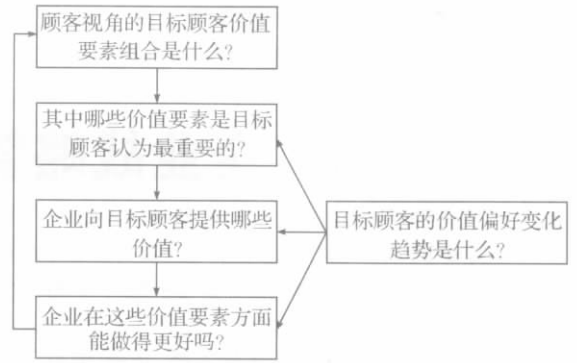 顾客视角的目标顾客价值
要素组合是什么?
其中哪些价值要素是目标
顾客认为最重要的?
企业向目标顾客提供哪些
价值?
目标顾客的价值偏好变化
趋势是什么?
企业在这些价值要素方面
能做得更好吗?